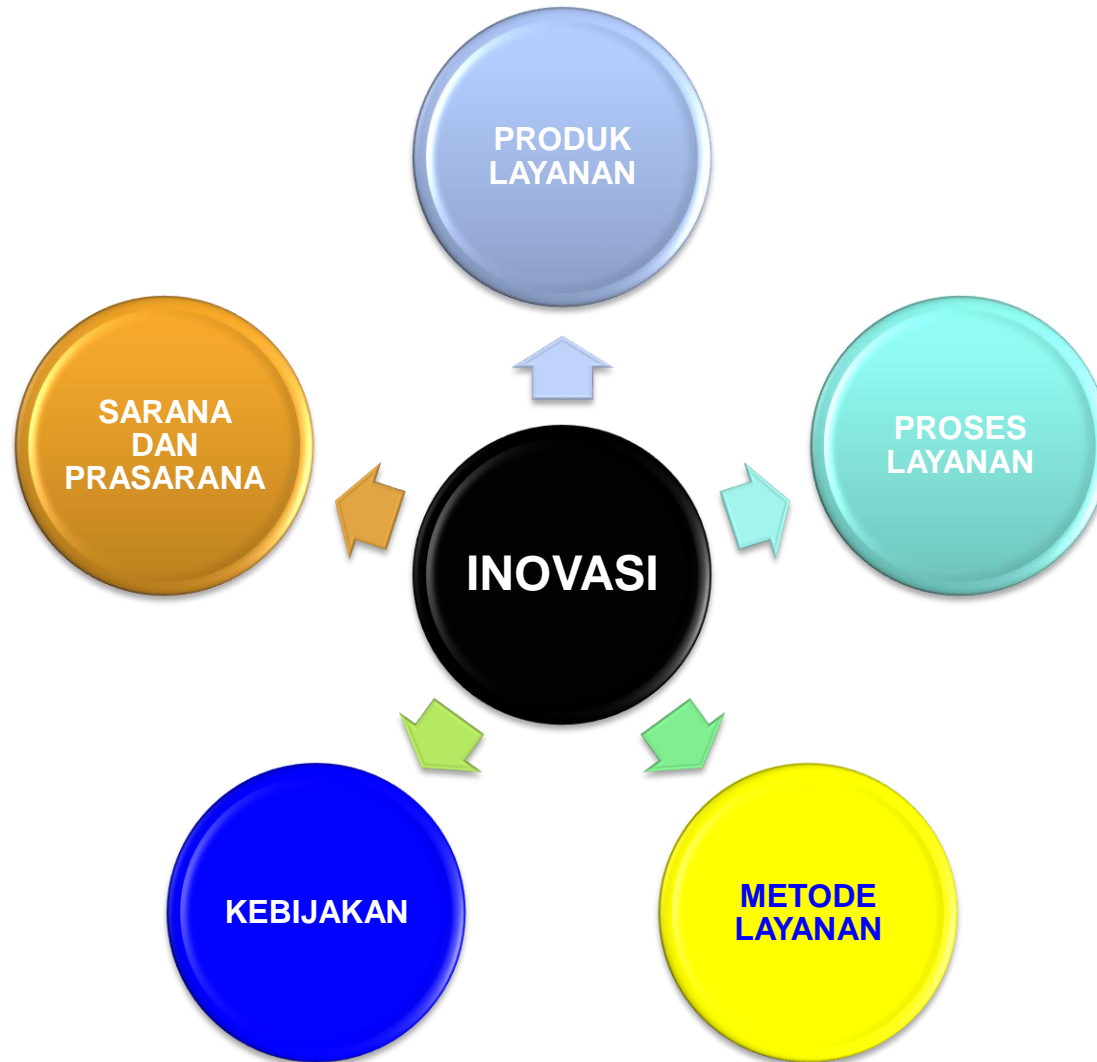 PRODUK
LAYANAN
SARANA
DAN
PRASARANA
PROSES
LAYANAN
INOVASI
KEBIJAKAN
METODE
LAYANAN